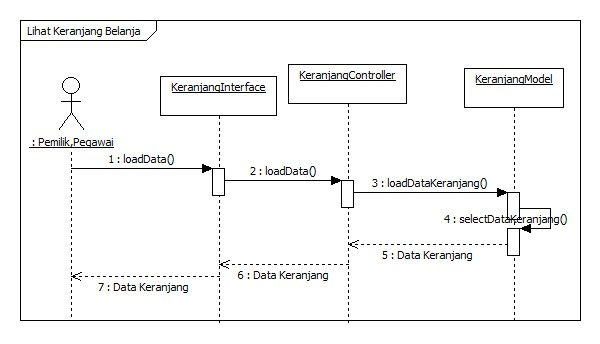 Lihat Keranjang Belanja
KeranjangInterface
KeranjangController
KeranjangModel
: Pemilik,Pegawai
1 : loadData()
2 : loadData()
3 : loadDataKeranjang()
4 : selectDataKeranjang()
5 : Data Keranjang
6 : Data Keranjang
7 : Data Keranjang